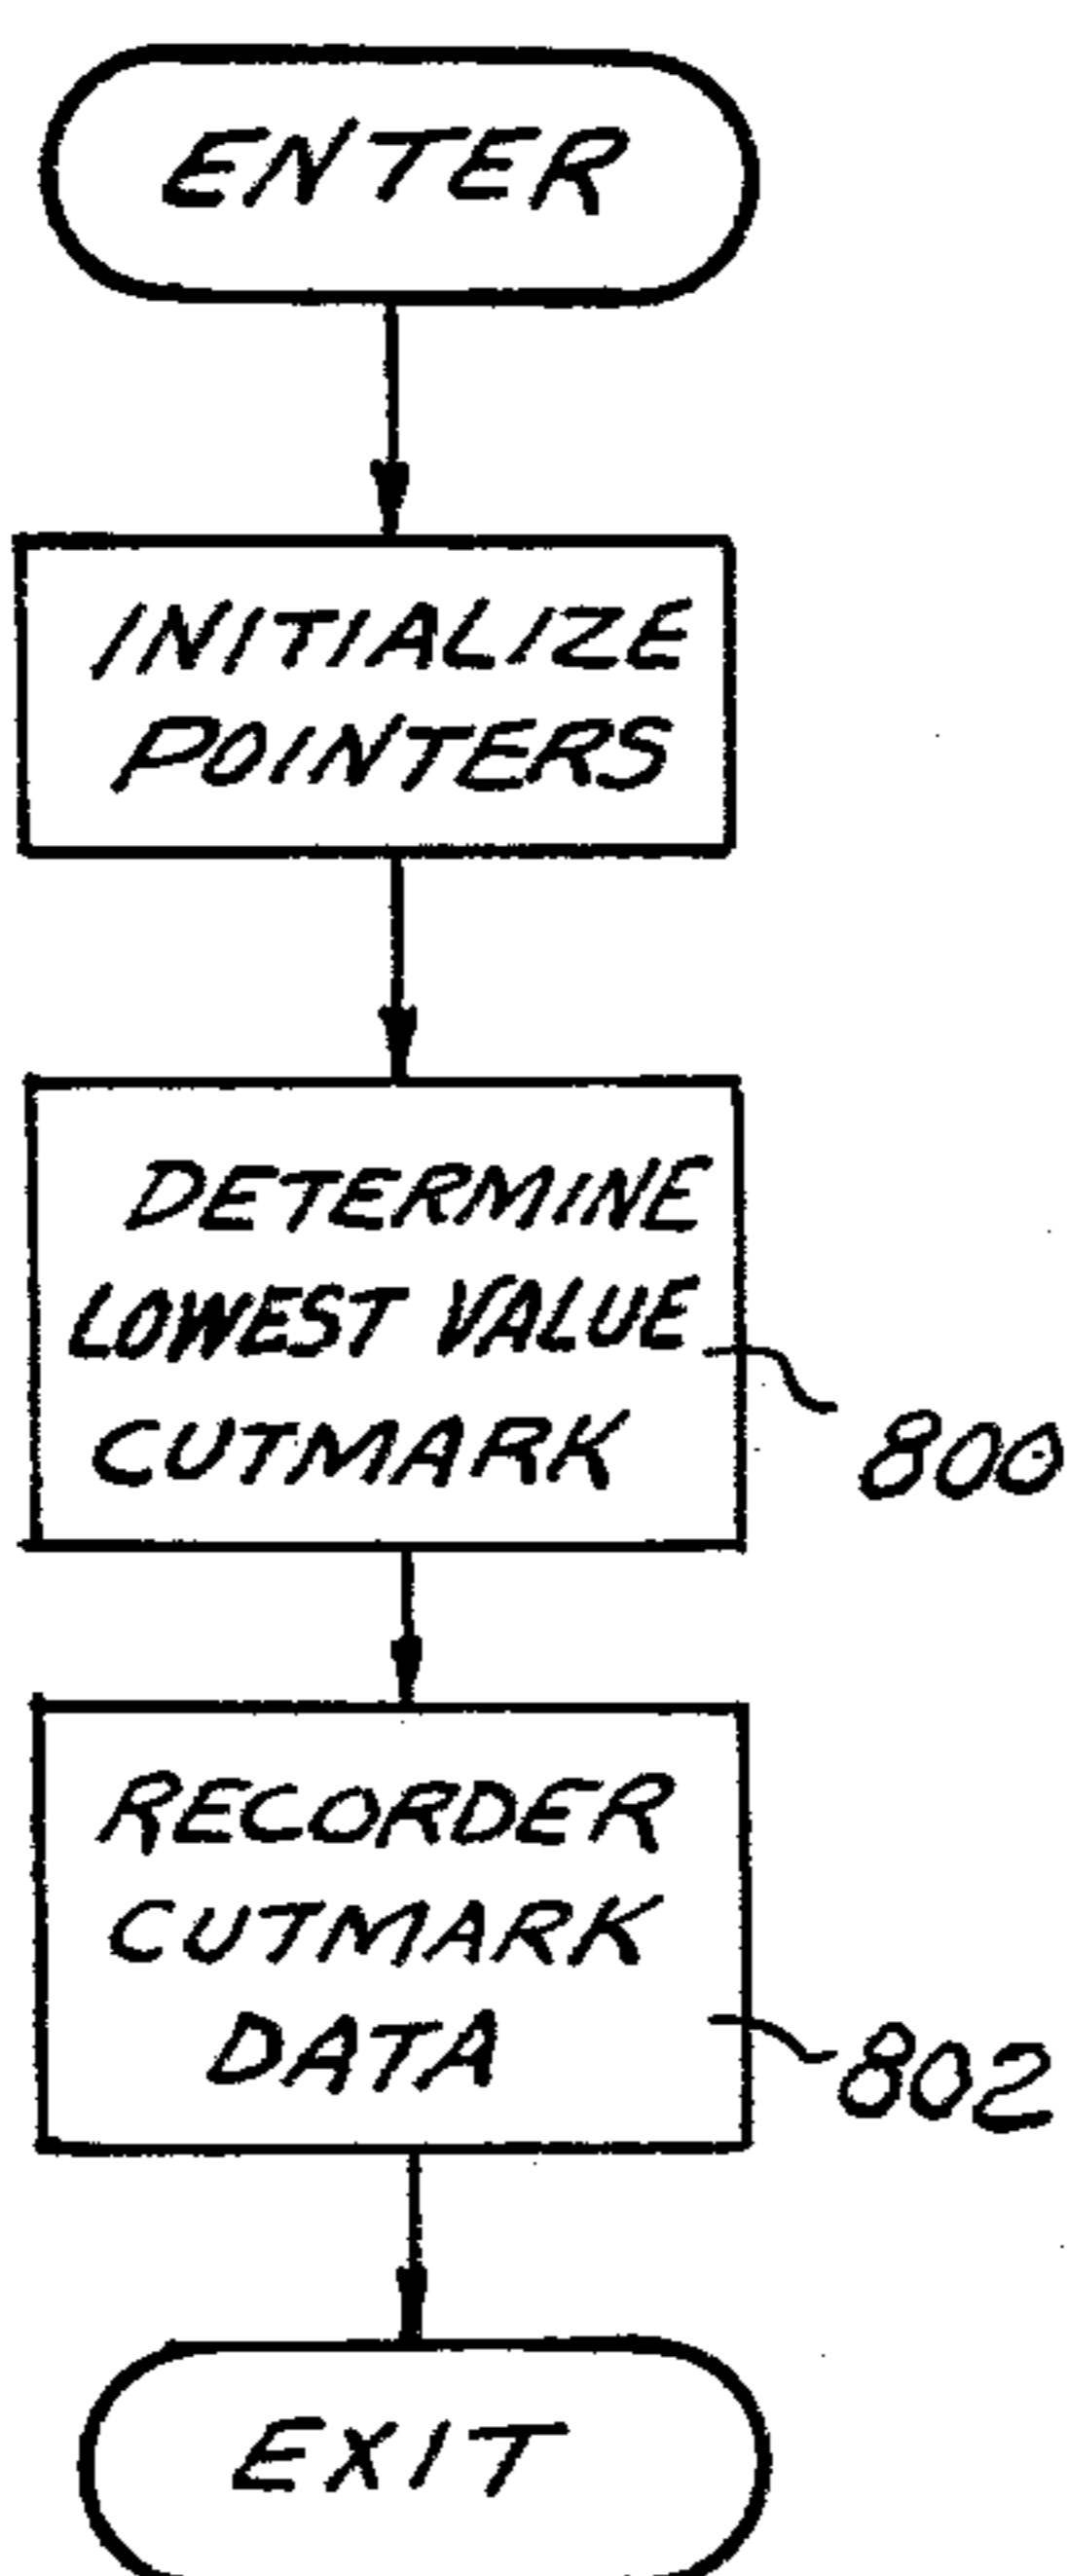 ENTER
INITIALIZE
POINTERS
DETERMINE
LOWEST VALUE
CUTMARK
800
RECORDER
CUTMARK
DATA
802
EXIT